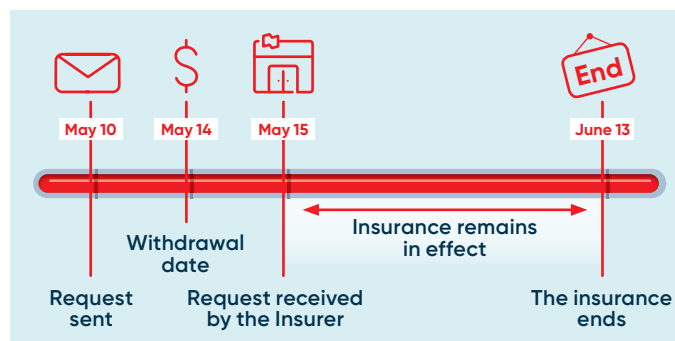 $
End
May 10
May 14
May 15
June 13
Insurance remains
in effect
Withdrawal
date
Request
sent
Request received
by the Insurer
The insurance
ends